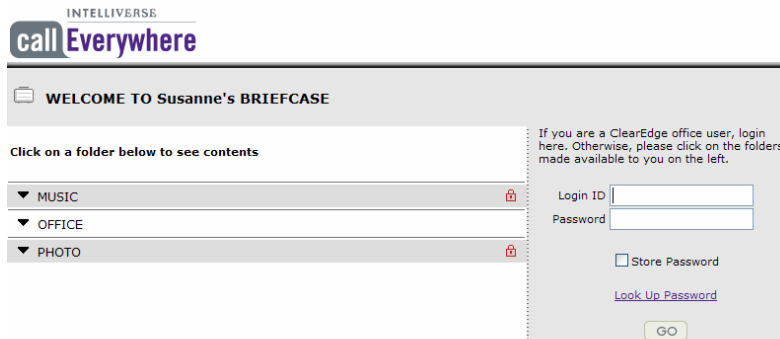 INTELLIVERSE
call Everywhere
WELCOME TO Susanne's BRIEFCASE
Click on a folder below to see contents
MUSIC
OFFICE
PHOTO
If you are a ClearEdge office user, login
here. Otherwise, please click on the folders
made available to you on the left.
Login ID
Password
Store Password
Look Up Password
GO